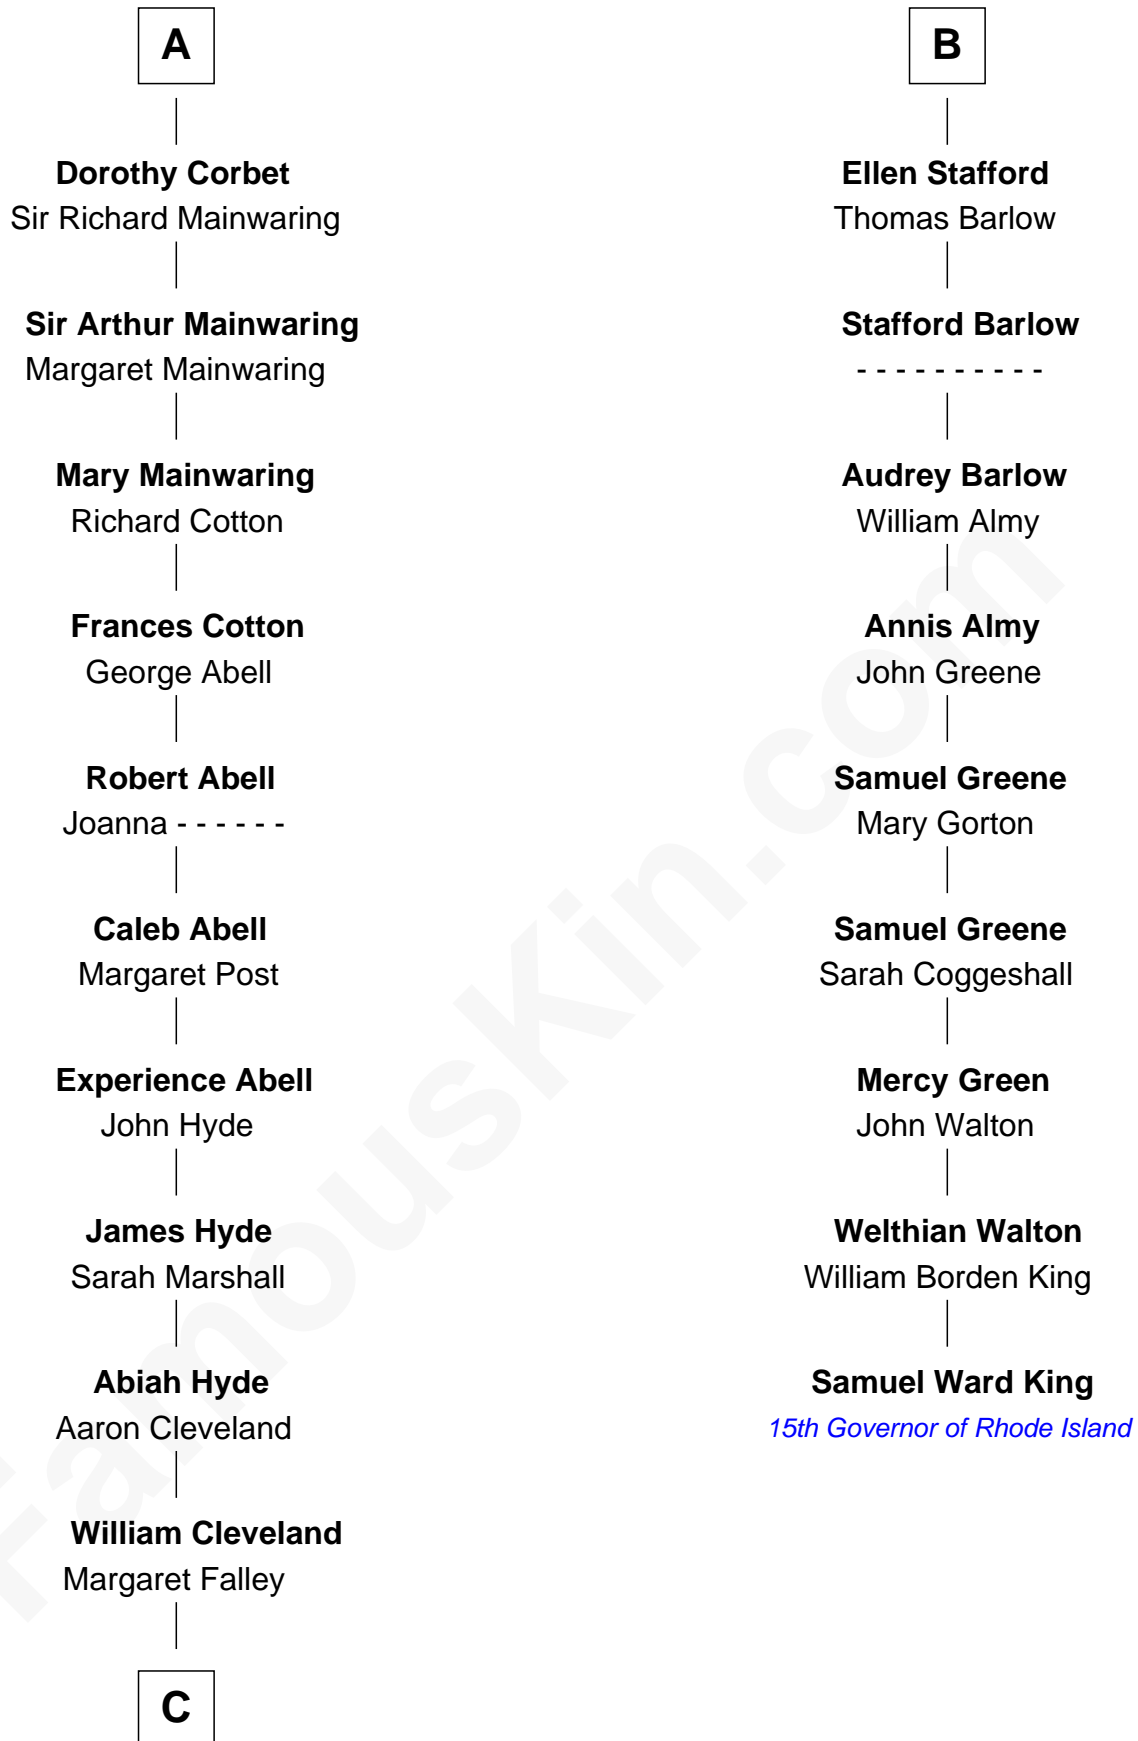 A
Dorothy Corbet
Sir Richard Mainwaring
Sir Arthur Mainwaring
Margaret Mainwaring
Mary Mainwaring
Richard Cotton
Frances Cotton
George Abell
Robert Abell
Joanna - - - - - -
Caleb Abell
Margaret Post
Experience Abell
John Hyde
James Hyde
Sarah Marshall
Abiah Hyde
Aaron Cleveland
William Cleveland
Margaret Falley
C
B
Ellen Stafford
Thomas Barlow
Stafford Barlow
- - - - - - - - - -
Audrey Barlow
William Almy
Annis Almy
John Greene
Samuel Greene
Mary Gorton
Samuel Greene
Sarah Coggeshall
Mercy Green
John Walton
Welthian Walton
William Borden King
Samuel Ward King
15th Governor of Rhode Island
FamousKin.com